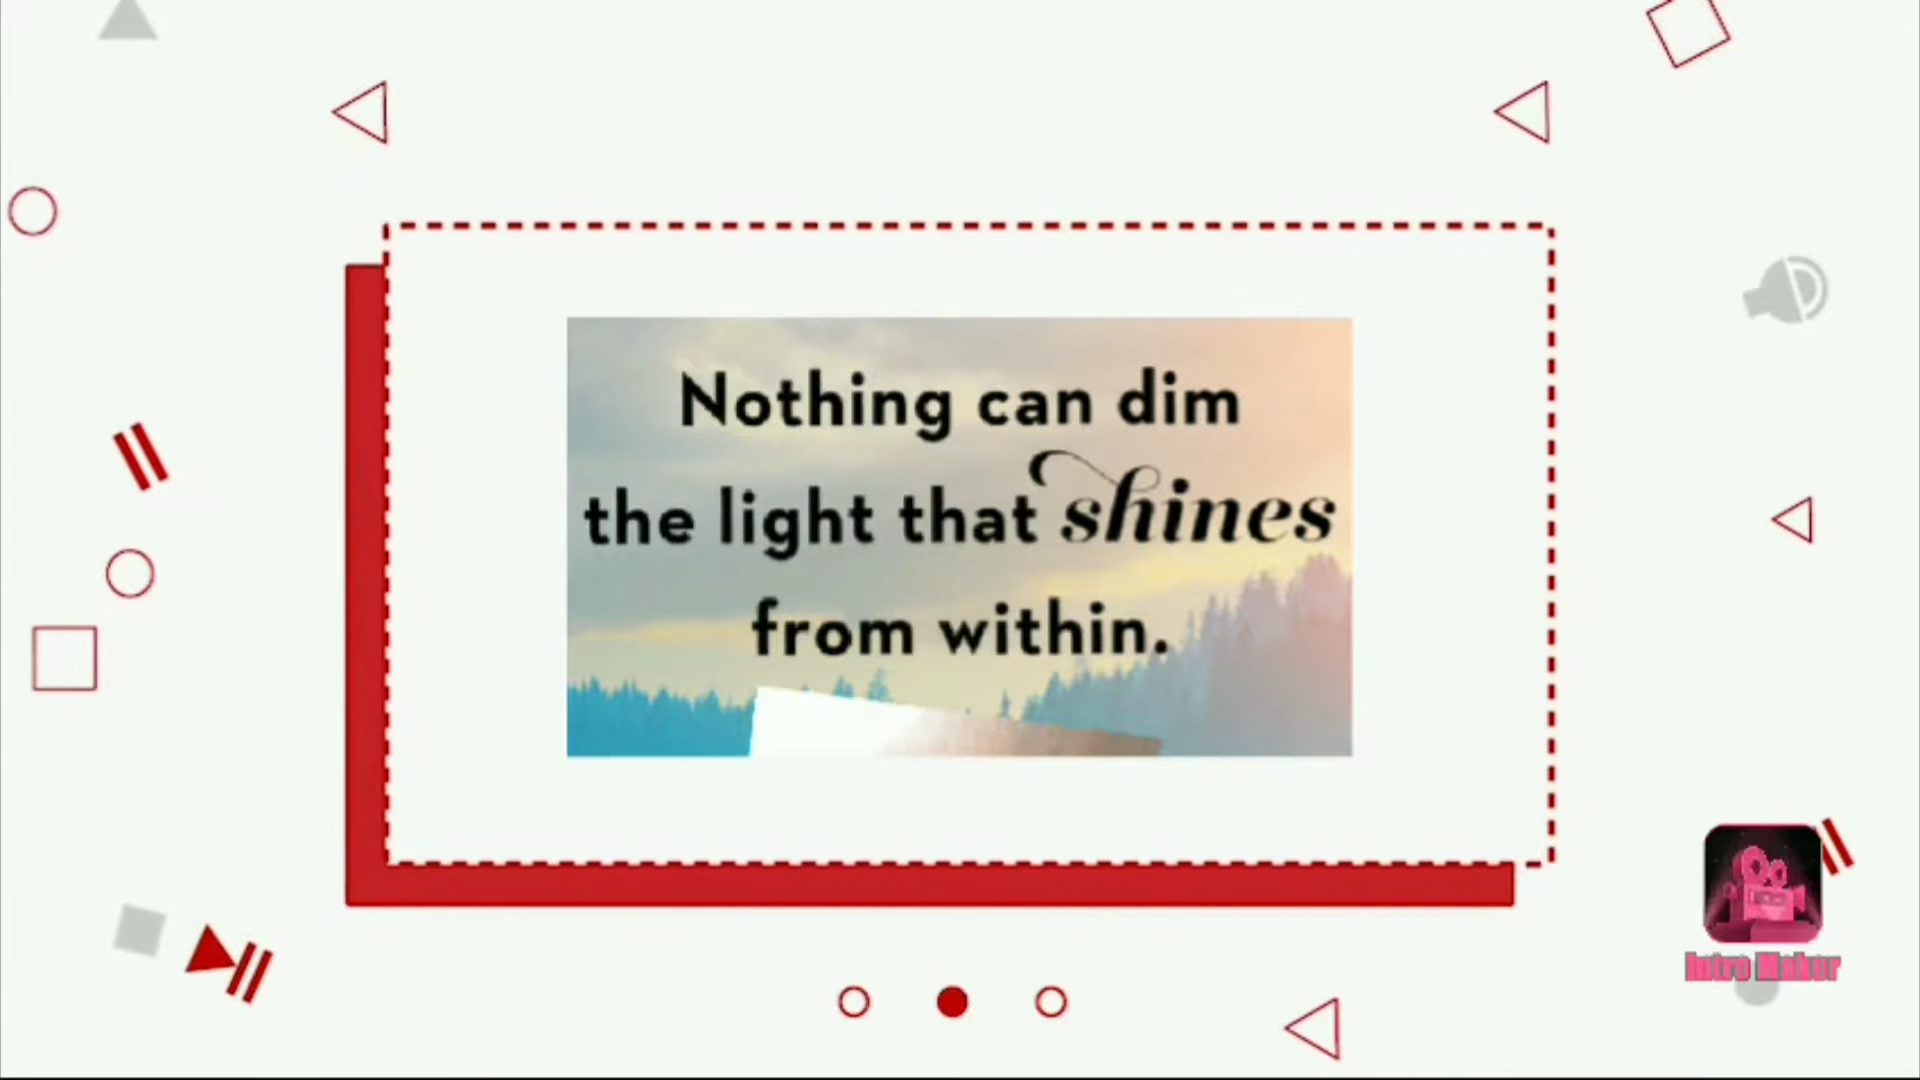 Nothing can dim
the light that shines
from within.
Intro Maker